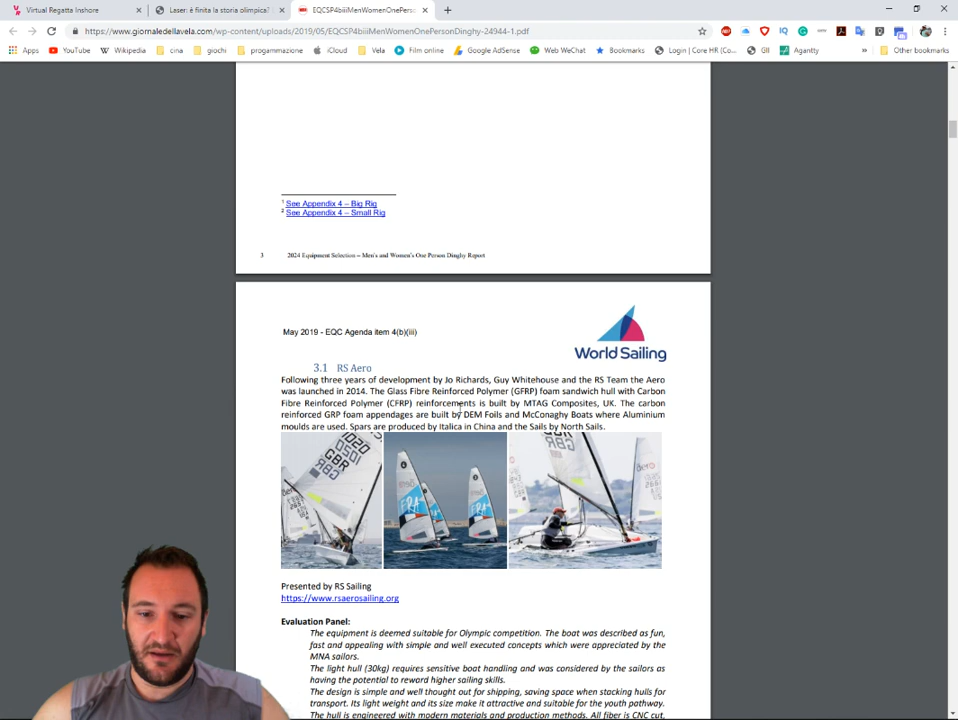 Virtual Regatta Inshore
Laser: è finita la storia olimpica?
EQCSP4biiiMenWomenOnePerso
https://www.giornaledellavela.com/wp-content/uploads/2019/05/EQCSP4biiiMenWomenOnePersonDinghy-24944-1.pdf
Apps YouTube Wikipedia cina giochi progammazione iCloud Vela Film online Google AdSense Web WeChat Bookmarks Login | Core HR (Co... GII Agantty » Other bookmarks
1 See Appendix 4 – Big Rig
2 See Appendix 4 – Small Rig
3 2024 Equipment Selection – Men's and Women's One Person Dinghy Report
May 2019 - EQC Agenda item 4(b)(iii)
World Sailing
3.1 RS Aero
Following three years of development by Jo Richards, Guy Whitehouse and the RS Team the Aero
was launched in 2014. The Glass Fibre Reinforced Polymer (GFRP) foam sandwich hull with Carbon
Fibre Reinforced Polymer (CFRP) reinforcements is built by MTAG Composites, UK. The carbon
reinforced GRP foam appendages are built by DEM Foils and McConaghy Boats where Aluminium
moulds are used. Spars are produced by Italica in China and the Sails by North Sails.
1020
GBR
ERA
Presented by RS Sailing
https://www.rsaerosailing.org
Evaluation Panel:
The equipment is deemed suitable for Olympic competition. The boat was described as fun,
fast and appealing with simple and well executed concepts which were appreciated by the
MNA sailors.
The light hull (30kg) requires sensitive boat handling and was considered by the sailors as
having the potential to reward higher sailing skills.
The design is simple and well thought out for shipping, saving space when stacking hulls for
transport. Its light weight and its size make it attractive and suitable for the youth pathway.
The hull is engineered with modern materials and production methods. All fiber is CNC cut,